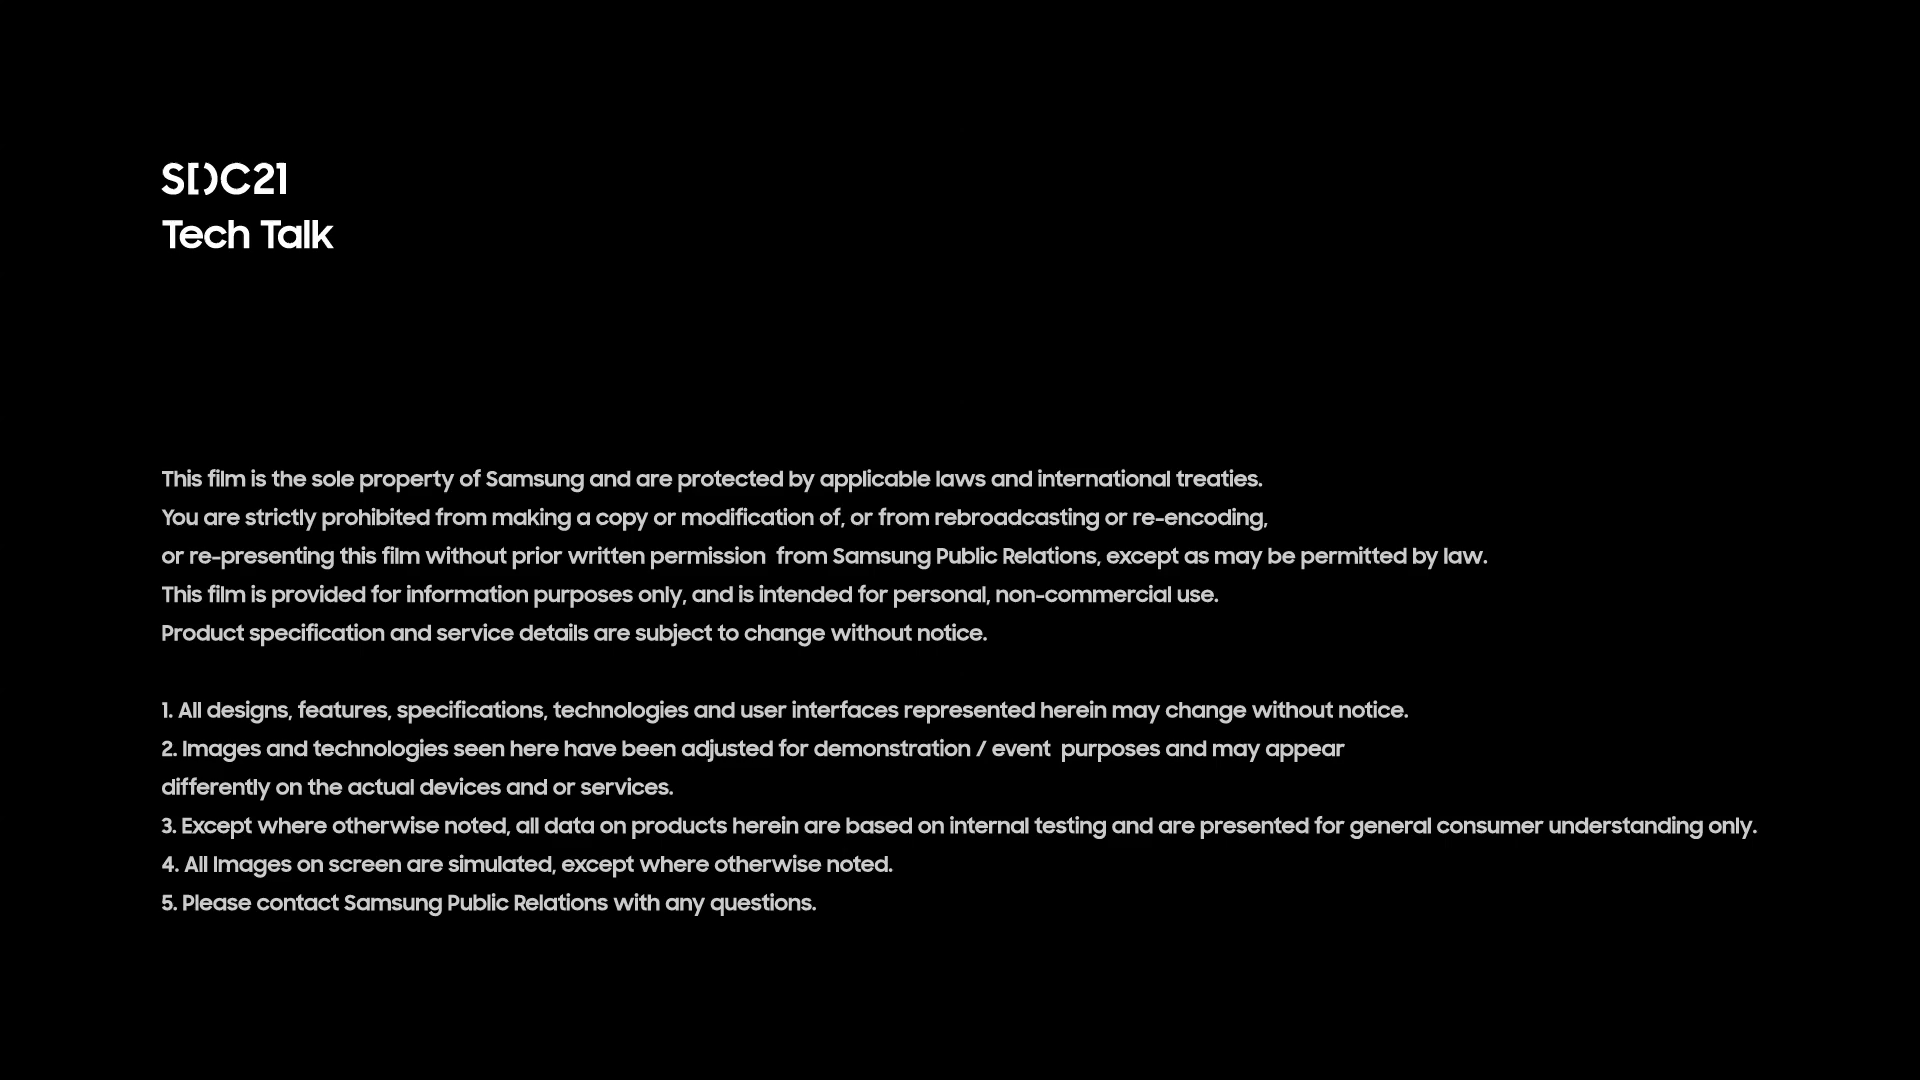 SDC21
Tech Talk
This film is the sole property of Samsung and are protected by applicable laws and international treaties.
You are strictly prohibited from making a copy or modification of, or from rebroadcasting or re-encoding,
or re-presenting this film without prior written permission  from Samsung Public Relations, except as may be permitted by law.
This film is provided for information purposes only, and is intended for personal, non-commercial use.
Product specification and service details are subject to change without notice.
1. All designs, features, specifications, technologies and user interfaces represented herein may change without notice.
2. Images and technologies seen here have been adjusted for demonstration / event  purposes and may appear
differently on the actual devices and or services.
3. Except where otherwise noted, all data on products herein are based on internal testing and are presented for general consumer understanding only.
4. All Images on screen are simulated, except where otherwise noted.
5. Please contact Samsung Public Relations with any questions.